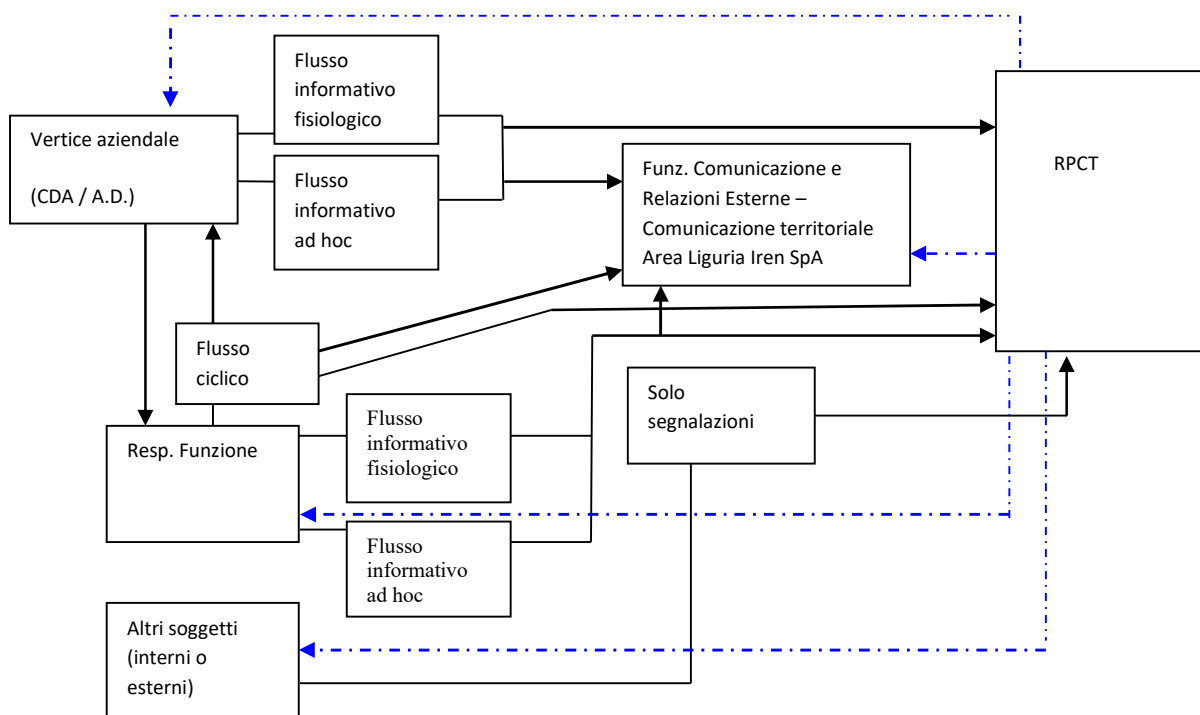 Flusso
informativo
fisiologico
Vertice aziendale
(CDA / A.D.)
Flusso
informativo
ad hoc
Funz. Comunicazione e
Relazioni Esterne –
Comunicazione territoriale
Area Liguria Iren SpA
RPCT
Flusso
ciclico
Solo
segnalazioni
Resp. Funzione
Flusso
informativo
fisiologico
Flusso
informativo
ad hoc
Altri soggetti
(interni o
esterni)